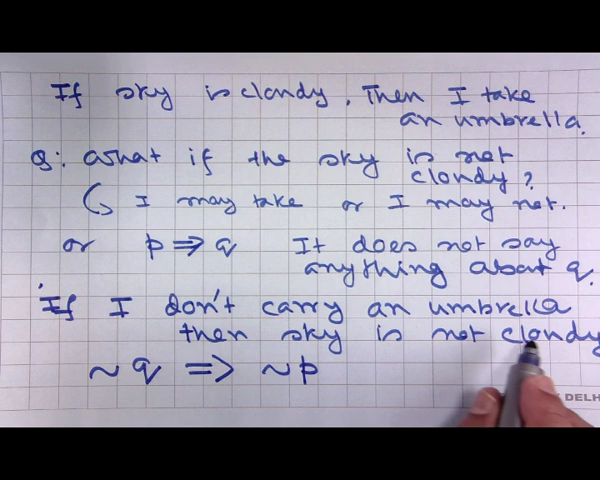 If sky is cloudy, Then I take
an umbrella.
Q: What if the sky is not
cloudy?
I may take or I may not.
or p ⇒ q It does not say
anything about q.
If I don't carry an umbrella
then sky is not cloudy
~q ⇒ ~p
DELH